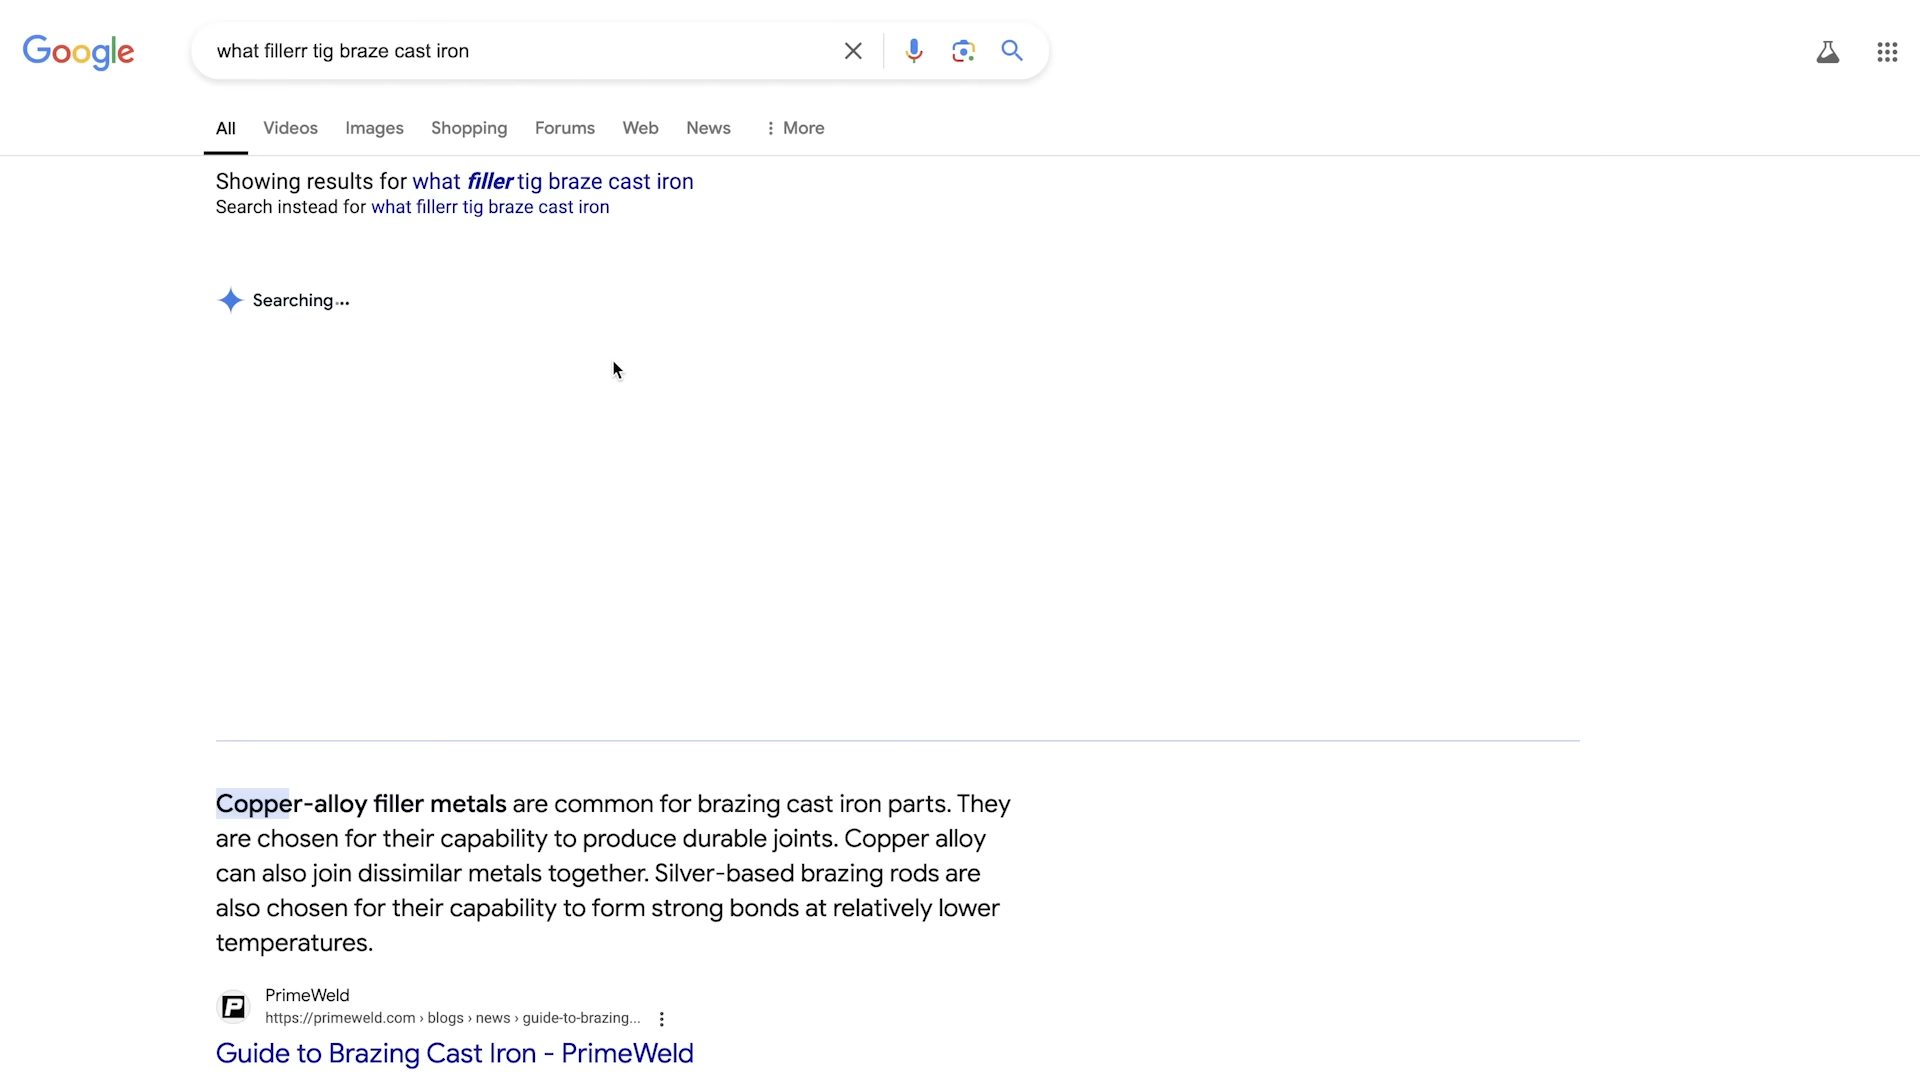 Google
what fillerr tig braze cast iron
All Videos Images Shopping Forums Web News More
Showing results for what filler tig braze cast iron
Search instead for what fillerr tig braze cast iron
Searching...
Copper-alloy filler metals are common for brazing cast iron parts. They
are chosen for their capability to produce durable joints. Copper alloy
can also join dissimilar metals together. Silver-based brazing rods are
also chosen for their capability to form strong bonds at relatively lower
temperatures.
P
PrimeWeld
https://primeweld.com › blogs › news › guide-to-brazing...
Guide to Brazing Cast Iron - PrimeWeld